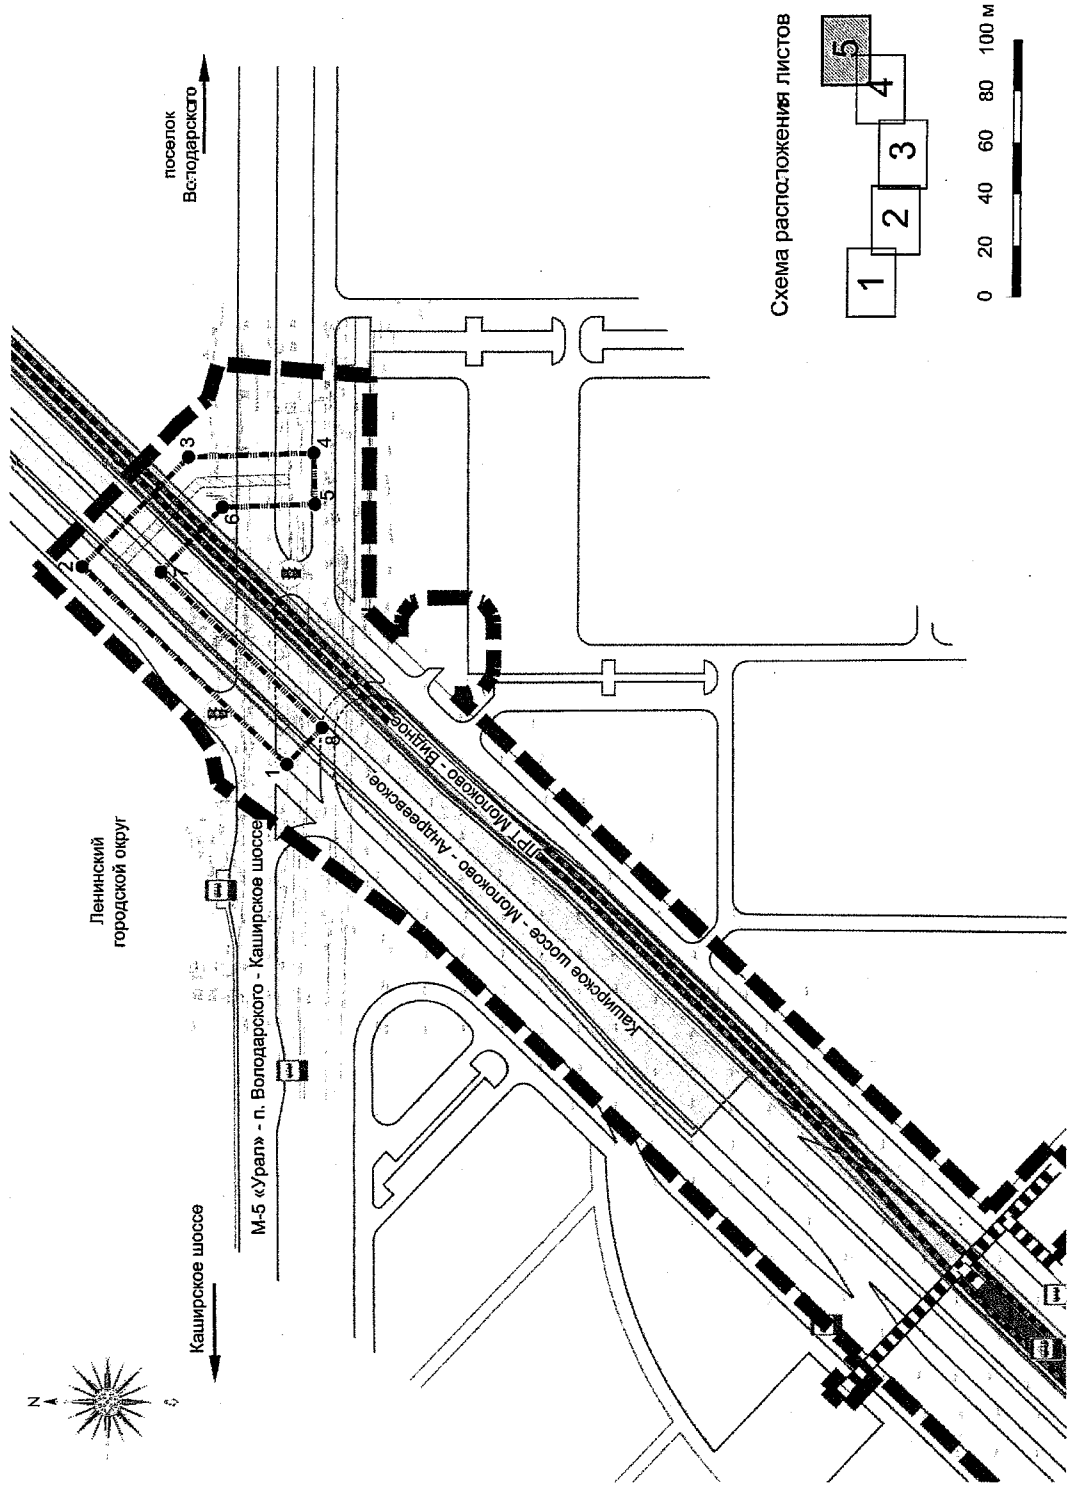 N
Каширское шоссе
М-5 «Урал» - п. Володарского - Каширское шоссе
Ленинский
городской округ
поселок
Володарского
1
2
3
4
5
6
7
8
Каширское шоссе - Молоково - Андреевское
ЛРТ Молоково - Видное
Схема расположения листов
1
2
3
4
5
0 20 40 60 80 100 м